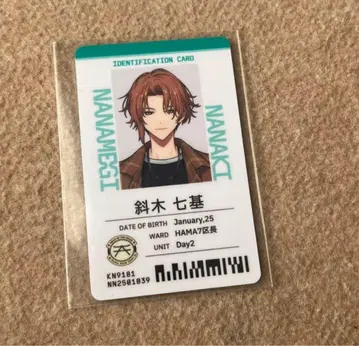 IDENTIFICATION CARD
NANAMEGI
NANAKI
斜木 七基
DATE OF BIRTH January,25
WARD HAMA7区長
UNIT Day2
KN9101
NN2501039